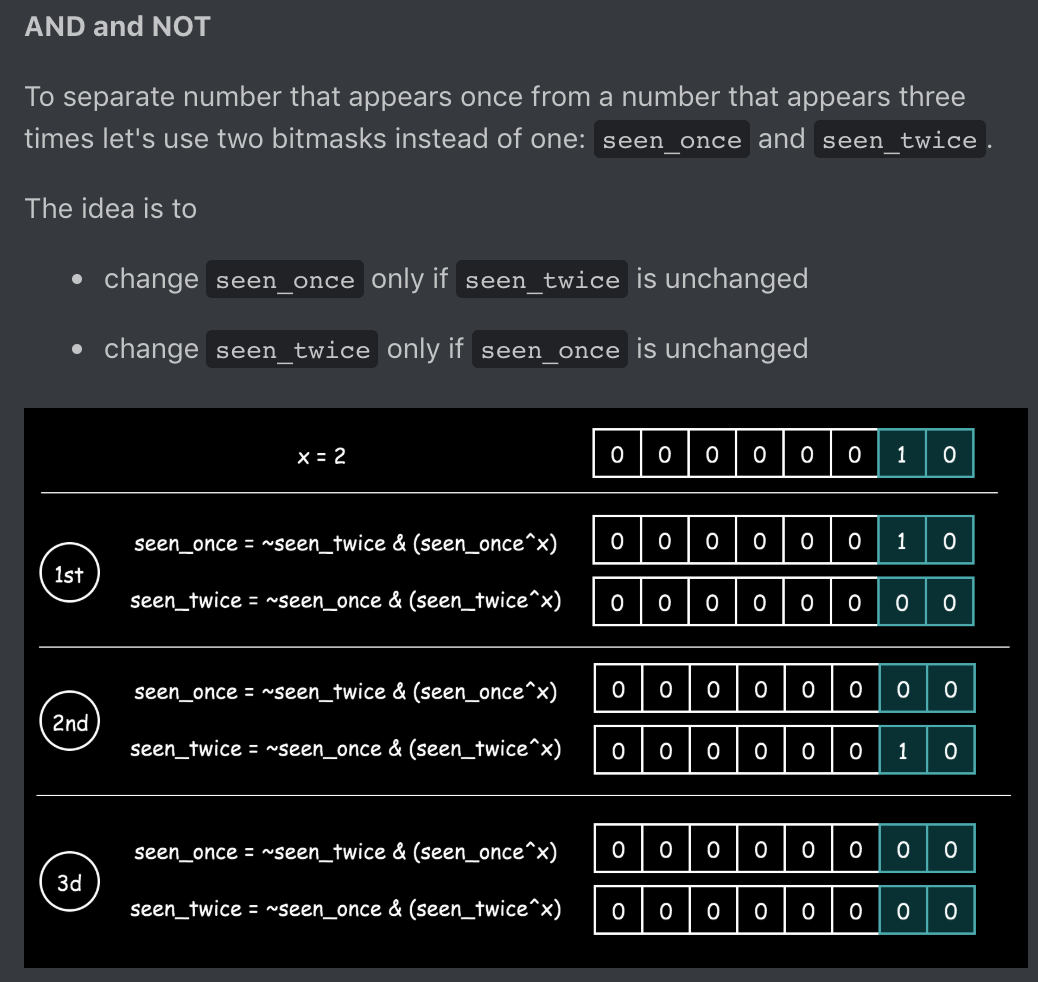 AND and NOT
To separate number that appears once from a number that appears three
times let's use two bitmasks instead of one: seen_once and seen_twice.
The idea is to
• change seen_once only if seen_twice is unchanged
• change seen_twice only if seen_once is unchanged
x = 2 0 0 0 0 0 0 1 0
1st
seen_once = ~seen_twice & (seen_once^x) 0 0 0 0 0 0 1 0
seen_twice = ~seen_once & (seen_twice^x) 0 0 0 0 0 0 0 0
2nd
seen_once = ~seen_twice & (seen_once^x) 0 0 0 0 0 0 0 0
seen_twice = ~seen_once & (seen_twice^x) 0 0 0 0 0 0 1 0
3d
seen_once = ~seen_twice & (seen_once^x) 0 0 0 0 0 0 0 0
seen_twice = ~seen_once & (seen_twice^x) 0 0 0 0 0 0 0 0